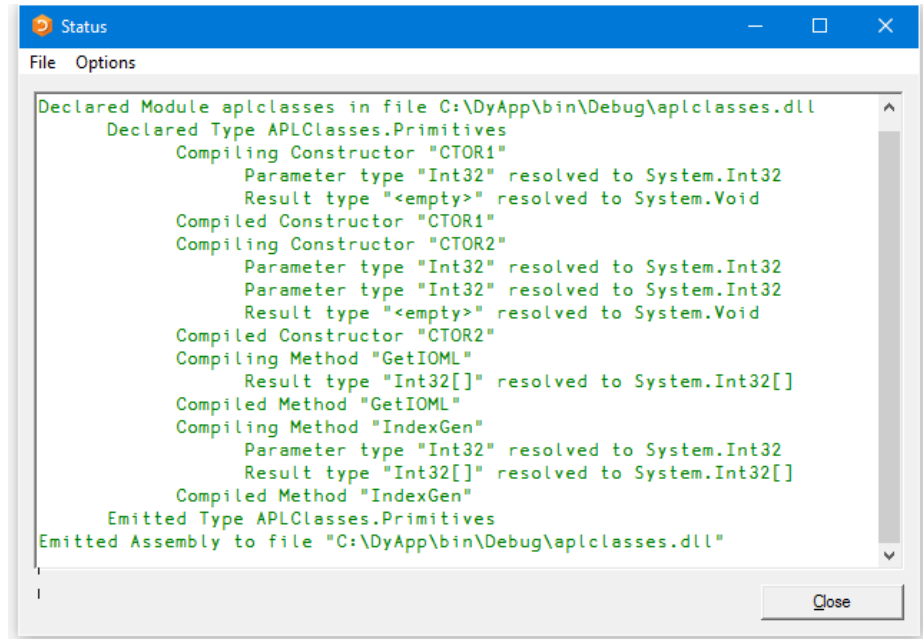 Status
File Options
Declared Module aplclasses in file C:\DyApp\bin\Debug\aplclasses.dll
Declared Type APLClasses.Primitives
Compiling Constructor "CTOR1"
Parameter type "Int32" resolved to System.Int32
Result type "<empty>" resolved to System.Void
Compiled Constructor "CTOR1"
Compiling Constructor "CTOR2"
Parameter type "Int32" resolved to System.Int32
Parameter type "Int32" resolved to System.Int32
Result type "<empty>" resolved to System.Void
Compiled Constructor "CTOR2"
Compiling Method "GetIOML"
Result type "Int32[]" resolved to System.Int32[]
Compiled Method "GetIOML"
Compiling Method "IndexGen"
Parameter type "Int32" resolved to System.Int32
Result type "Int32[]" resolved to System.Int32[]
Compiled Method "IndexGen"
Emitted Type APLClasses.Primitives
Emitted Assembly to file "C:\DyApp\bin\Debug\aplclasses.dll"
Close